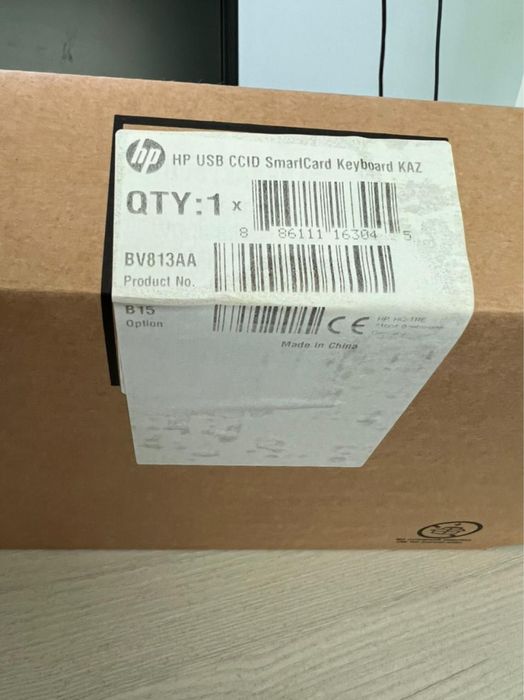 hp HP USB CCID SmartCard Keyboard KAZ
QTY:1 x
8 86111 16304 5
BV813AA
Product No.
B15
Option
CE
Made in China